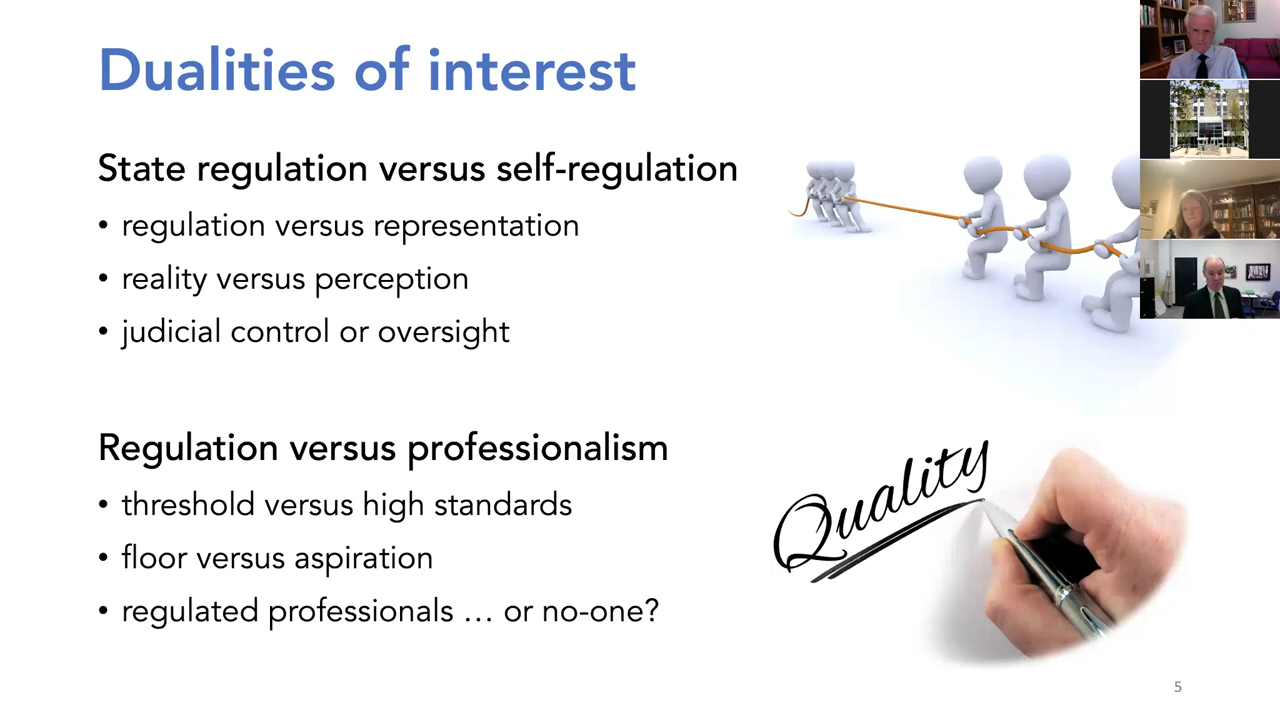 Dualities of interest
State regulation versus self-regulation
• regulation versus representation
• reality versus perception
• judicial control or oversight
Regulation versus professionalism
• threshold versus high standards
• floor versus aspiration
• regulated professionals … or no-one?
Quality
5